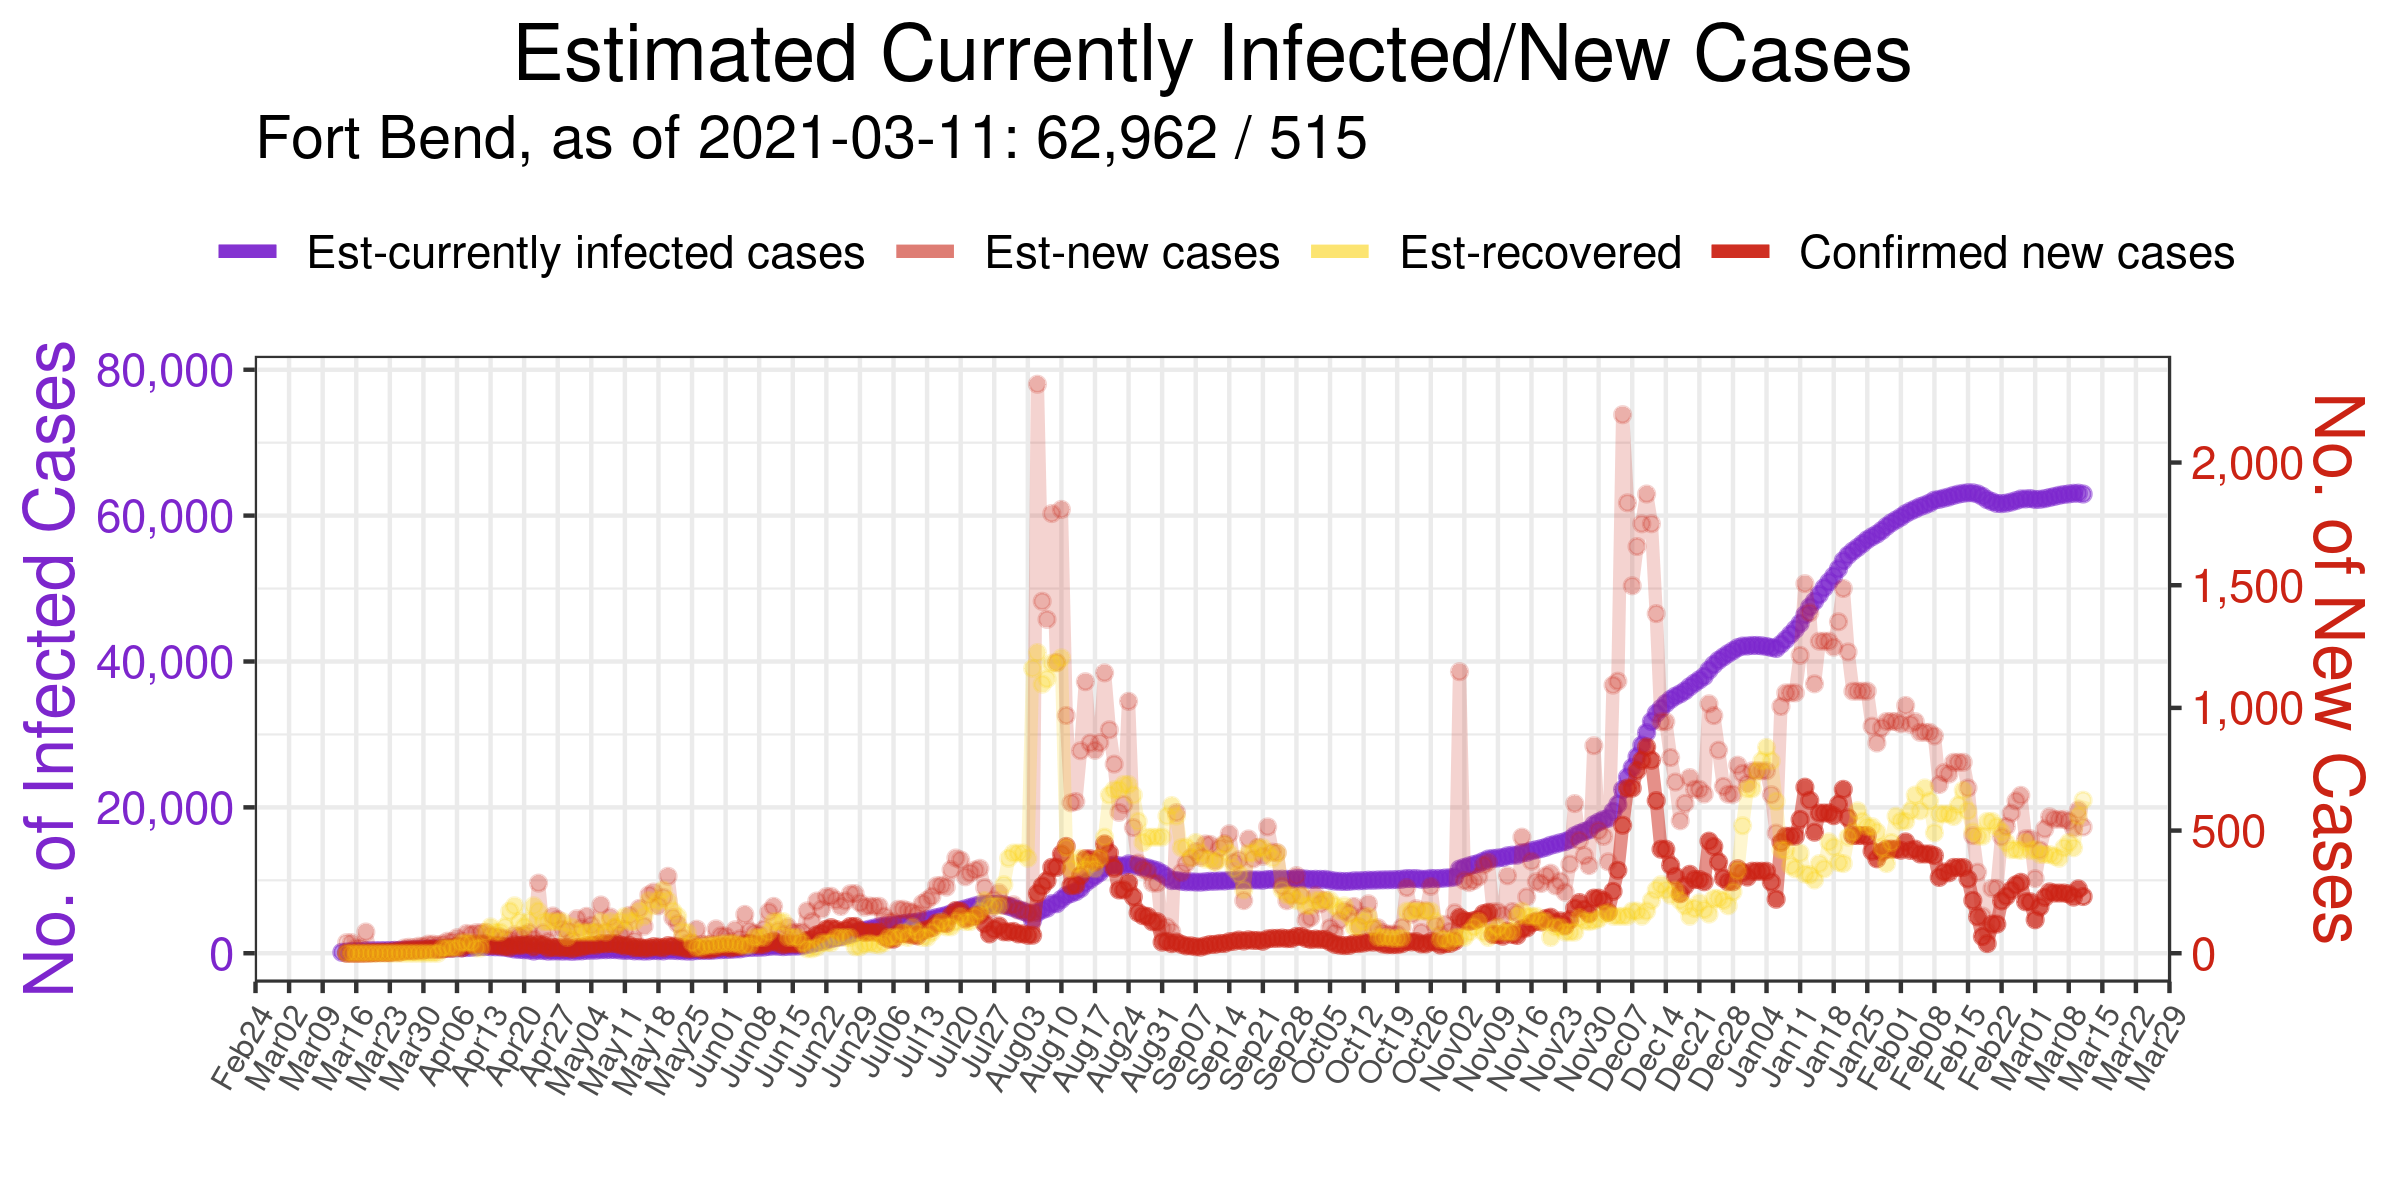 Estimated Currently Infected/New Cases
Fort Bend, as of 2021-03-11: 62,962 / 515
Est-currently infected cases Est-new cases Est-recovered Confirmed new cases
No. of Infected Cases
80,000
60,000
40,000
20,000
0
No. of New Cases
2,000
1,500
1,000
500
0
Feb24 Mar02 Mar09 Mar16 Mar23 Mar30 Apr06 Apr13 Apr20 Apr27 May04 May11 May18 May25 Jun01 Jun08 Jun15 Jun22 Jun29 Jul06 Jul13 Jul20 Jul27 Aug03 Aug10 Aug17 Aug24 Aug31 Sep07 Sep14 Sep21 Sep28 Oct05 Oct12 Oct19 Oct26 Nov02 Nov09 Nov16 Nov23 Nov30 Dec07 Dec14 Dec21 Dec28 Jan04 Jan11 Jan18 Jan25 Feb01 Feb08 Feb15 Feb22 Mar01 Mar08 Mar15 Mar22 Mar29